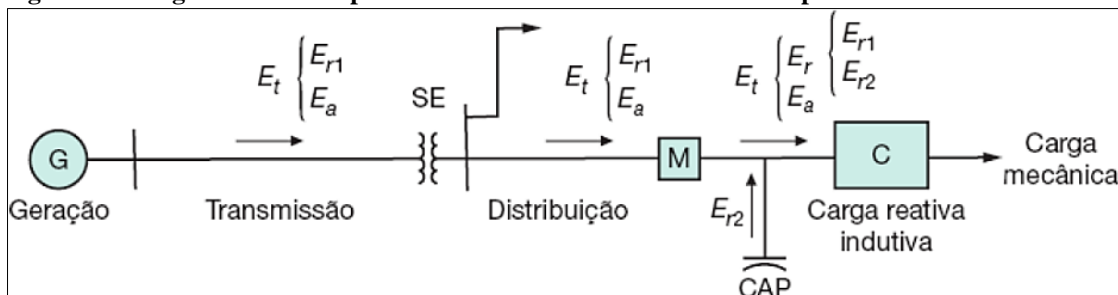 E_t { E_r1 E_a
SE
E_t { E_r1 E_a
E_t { E_r E_a { E_r1 E_r2
G
M
C
Carga mecânica
Geração
Transmissão
Distribuição
E_r2
Carga reativa indutiva
CAP